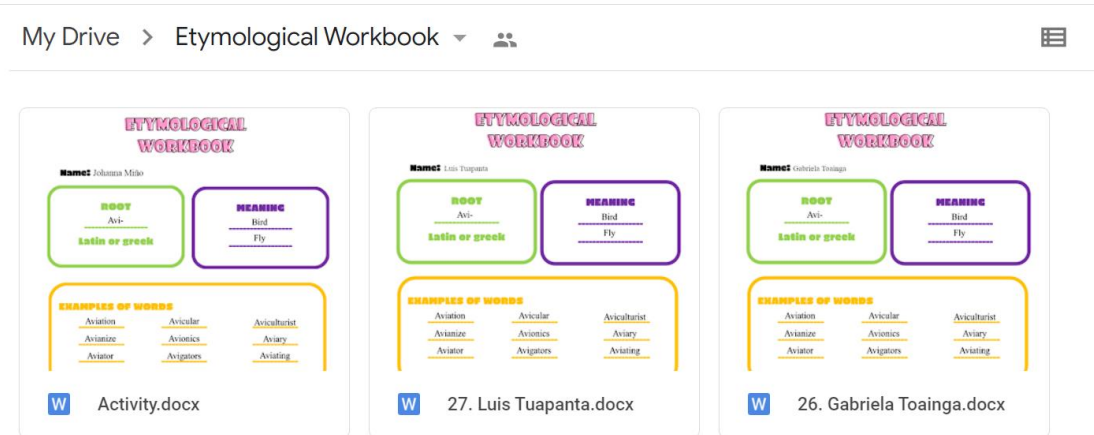 My Drive > Etymological Workbook
ETYMOLOGICAL
WORKBOOK
Name: Johanna Miño
ROOT
Avi-
Latin or greek
MEANING
Bird
Fly
EXAMPLES OF WORDS
Aviation Avicular Aviculturist
Avianize Avionics Aviary
Aviator Avigators Aviating
W Activity.docx
ETYMOLOGICAL
WORKBOOK
Name: Luis Tuapanta
ROOT
Avi-
Latin or greek
MEANING
Bird
Fly
EXAMPLES OF WORDS
Aviation Avicular Aviculturist
Avianize Avionics Aviary
Aviator Avigators Aviating
W 27. Luis Tuapanta.docx
ETYMOLOGICAL
WORKBOOK
Name: Gabriela Toainga
ROOT
Avi-
Latin or greek
MEANING
Bird
Fly
EXAMPLES OF WORDS
Aviation Avicular Aviculturist
Avianize Avionics Aviary
Aviator Avigators Aviating
W 26. Gabriela Toainga.docx